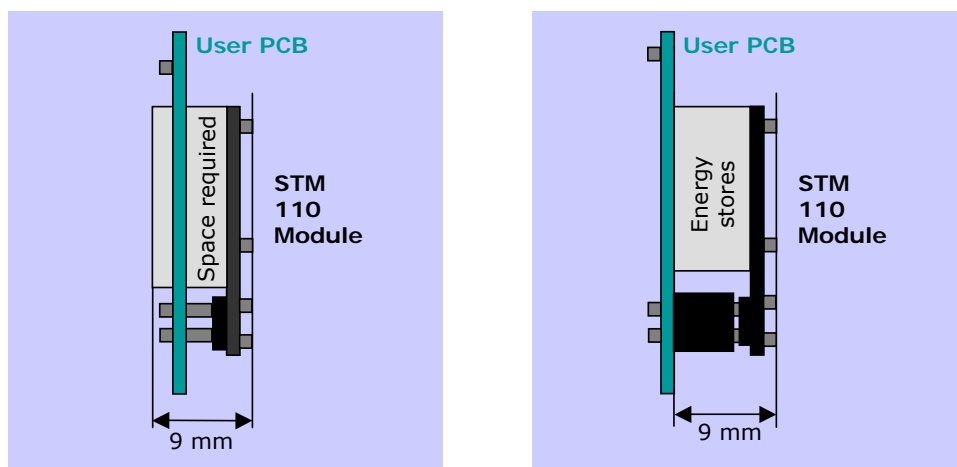 User PCB
Space required
STM
110
Module
9 mm
User PCB
Energy
stores
STM
110
Module
9 mm